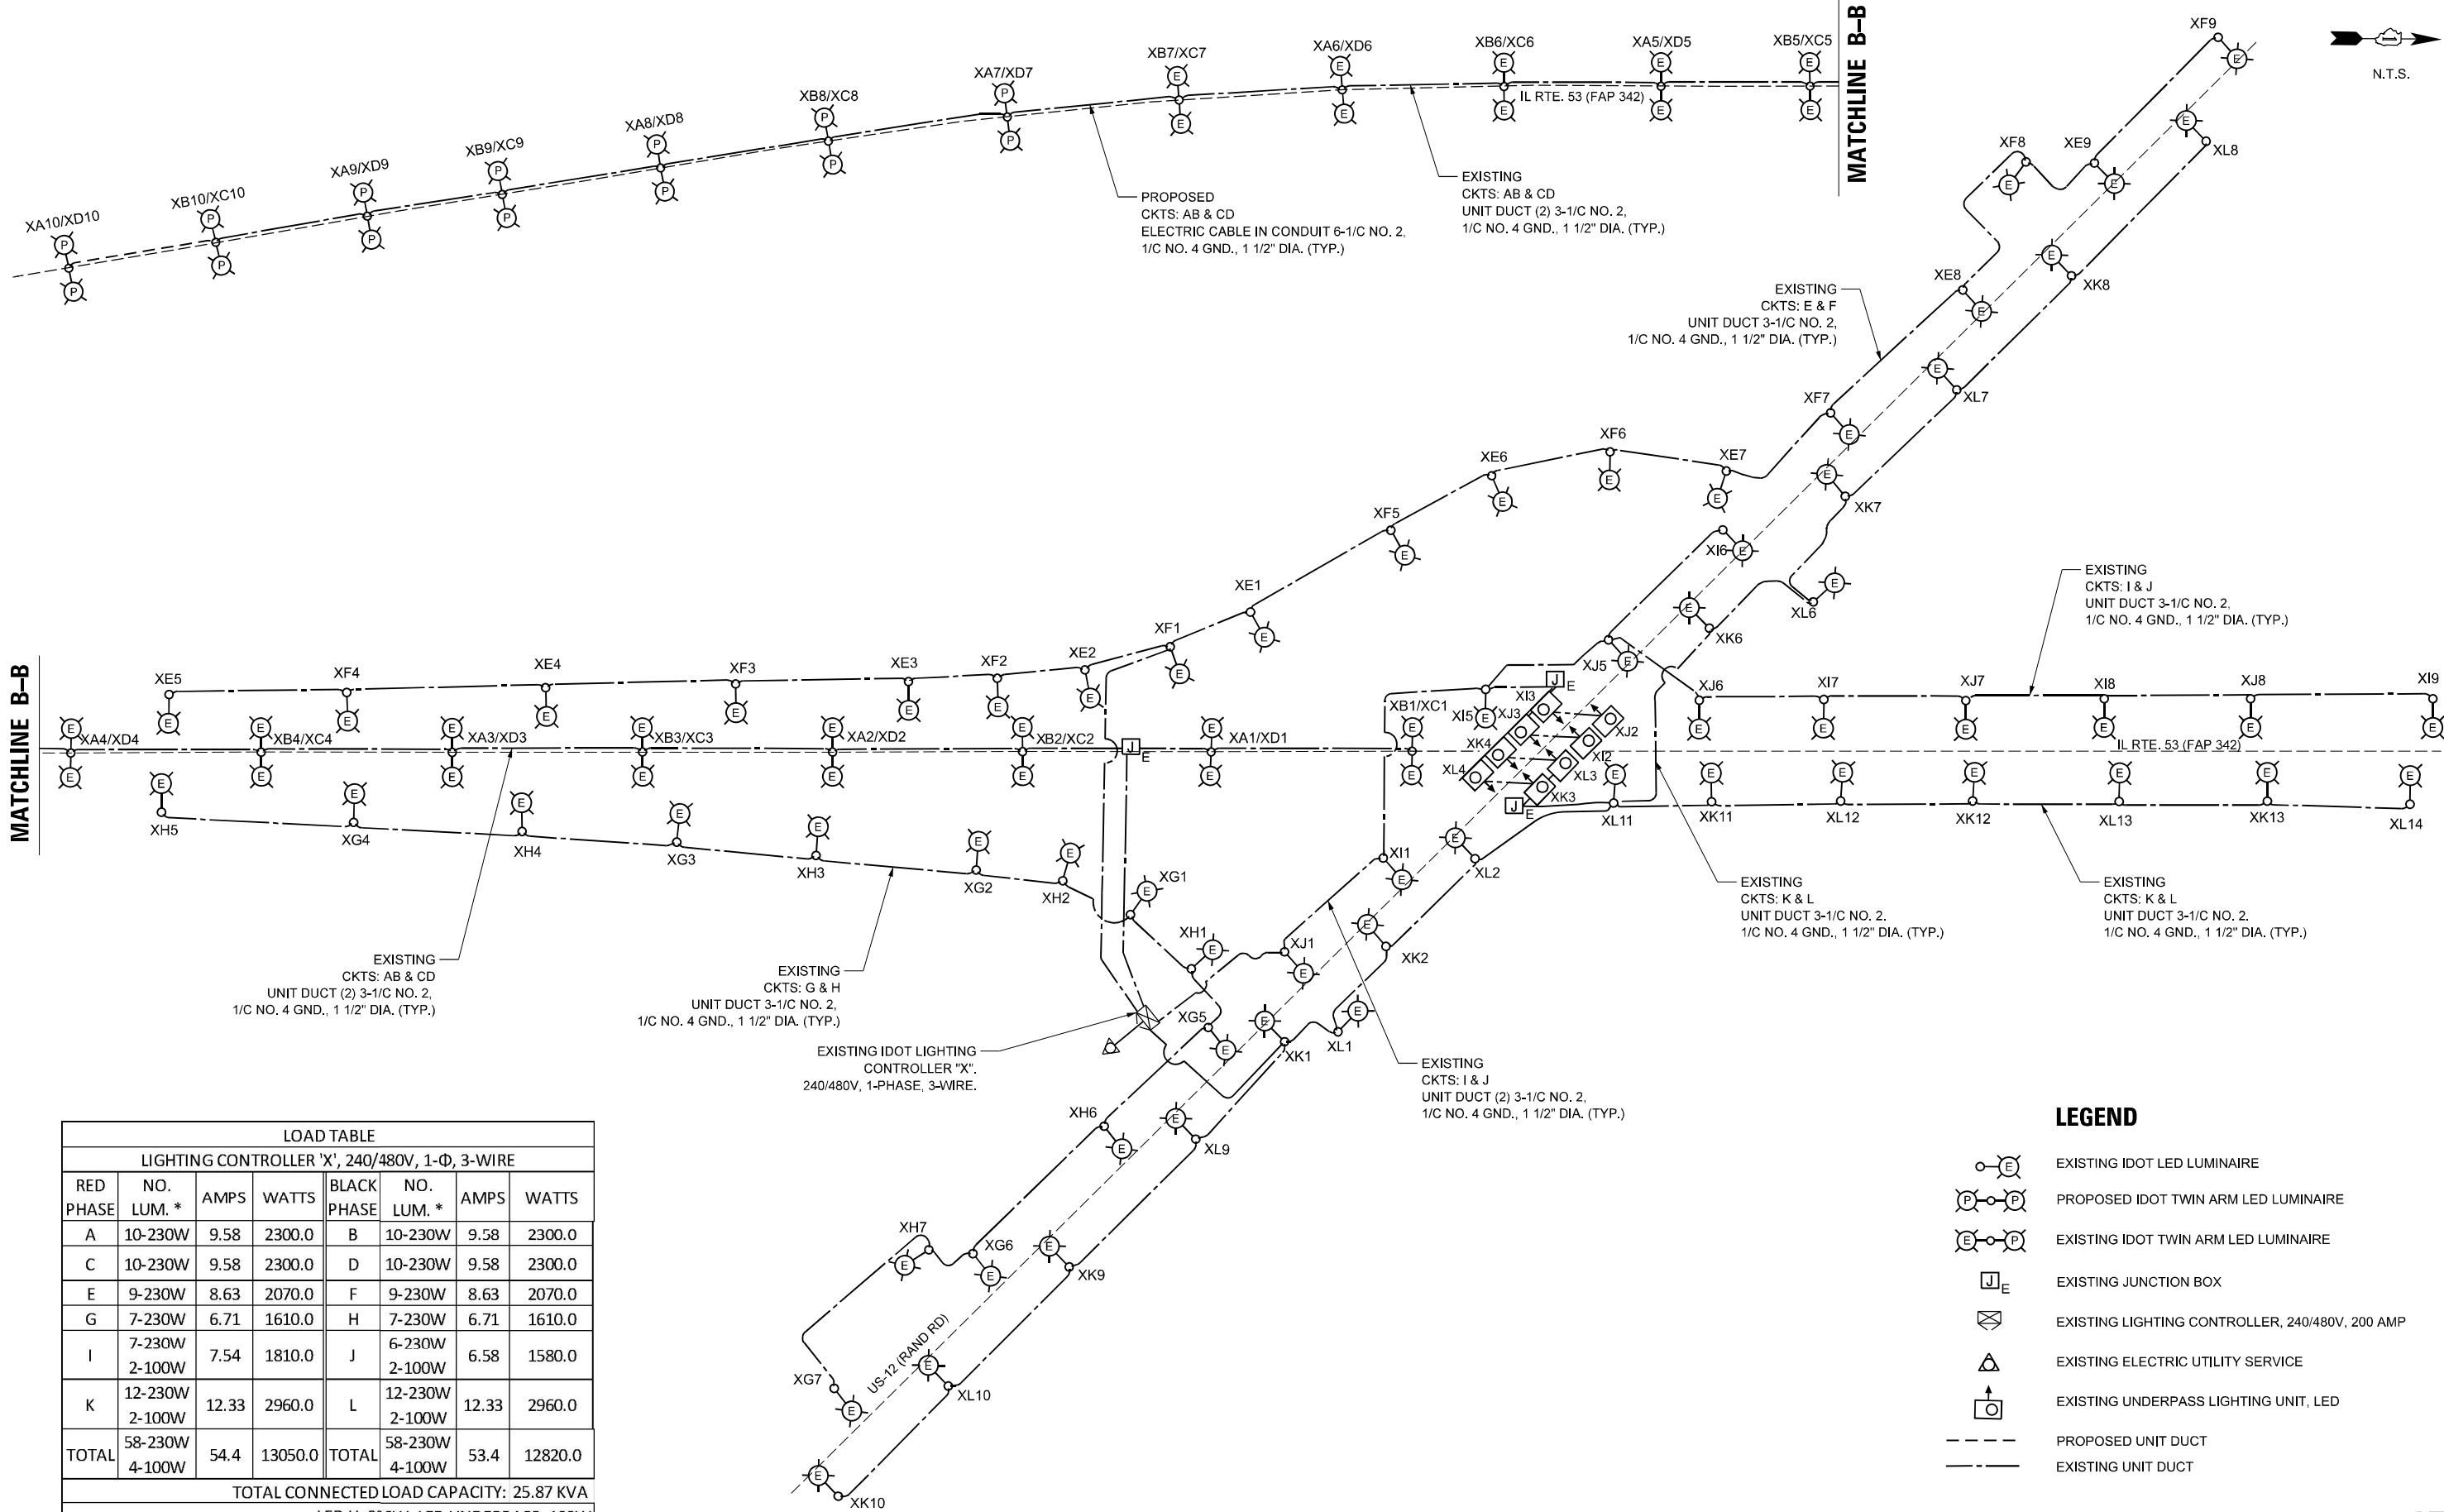 MATCHLINE B–B
N.T.S.
XA10/XD10
XB10/XC10
XA9/XD9
XB9/XC9
XA8/XD8
XB8/XC8
XA7/XD7
XB7/XC7
XA6/XD6
XB6/XC6
XA5/XD5
XB5/XC5
IL RTE. 53 (FAP 342)
PROPOSED
CKTS: AB & CD
ELECTRIC CABLE IN CONDUIT 6-1/C NO. 2,
1/C NO. 4 GND., 1 1/2" DIA. (TYP.)
EXISTING
CKTS: AB & CD
UNIT DUCT (2) 3-1/C NO. 2,
1/C NO. 4 GND., 1 1/2" DIA. (TYP.)
XF9
XL8
XF8
XE9
XK8
XE8
XL7
XF7
XK7
EXISTING
CKTS: E & F
UNIT DUCT 3-1/C NO. 2,
1/C NO. 4 GND., 1 1/2" DIA. (TYP.)
XE7
XF6
XE6
XF5
XE1
XF1
XI6
XL6
XK6
XJ5
EXISTING
CKTS: I & J
UNIT DUCT 3-1/C NO. 2,
1/C NO. 4 GND., 1 1/2" DIA. (TYP.)
MATCHLINE B–B
XE5
XF4
XE4
XF3
XE3
XF2
XE2
XI5
XJ3
XI3
XJ6
XI7
XJ7
XI8
XJ8
XI9
XA4/XD4
XB4/XC4
XA3/XD3
XB3/XC3
XA2/XD2
XB2/XC2
J
E
XA1/XD1
XB1/XC1
J
E
XK4
XL4
XJ2
XI2
XL3
XK3
J
E
IL RTE. 53 (FAP 342)
XH5
XG4
XH4
XG3
XH3
XG2
XH2
XG1
XH1
XJ1
XI1
XL2
XK2
XL11
XK11
XL12
XK12
XL13
XK13
XL14
EXISTING
CKTS: AB & CD
UNIT DUCT (2) 3-1/C NO. 2,
1/C NO. 4 GND., 1 1/2" DIA. (TYP.)
EXISTING
CKTS: G & H
UNIT DUCT 3-1/C NO. 2,
1/C NO. 4 GND., 1 1/2" DIA. (TYP.)
EXISTING IDOT LIGHTING
CONTROLLER "X".
240/480V, 1-PHASE, 3-WIRE.
EXISTING
CKTS: K & L
UNIT DUCT 3-1/C NO. 2.
1/C NO. 4 GND., 1 1/2" DIA. (TYP.)
EXISTING
CKTS: K & L
UNIT DUCT 3-1/C NO. 2.
1/C NO. 4 GND., 1 1/2" DIA. (TYP.)
EXISTING
CKTS: I & J
UNIT DUCT (2) 3-1/C NO. 2,
1/C NO. 4 GND., 1 1/2" DIA. (TYP.)
XG5
XK1
XL1
XH6
XL9
XH7
XG6
XK9
XG7
XL10
XK10
US-12 (RAND RD)
LOAD TABLE
LIGHTING CONTROLLER 'X', 240/480V, 1-Φ, 3-WIRE
RED PHASE NO. LUM. * AMPS WATTS BLACK PHASE NO. LUM. * AMPS WATTS
A 10-230W 9.58 2300.0 B 10-230W 9.58 2300.0
C 10-230W 9.58 2300.0 D 10-230W 9.58 2300.0
E 9-230W 8.63 2070.0 F 9-230W 8.63 2070.0
G 7-230W 6.71 1610.0 H 7-230W 6.71 1610.0
I 7-230W 2-100W 7.54 1810.0 J 6-230W 2-100W 6.58 1580.0
K 12-230W 2-100W 12.33 2960.0 L 12-230W 2-100W 12.33 2960.0
TOTAL 58-230W 4-100W 54.4 13050.0 TOTAL 58-230W 4-100W 53.4 12820.0
TOTAL CONNECTED LOAD CAPACITY: 25.87 KVA
LEGEND
EXISTING IDOT LED LUMINAIRE
PROPOSED IDOT TWIN ARM LED LUMINAIRE
EXISTING IDOT TWIN ARM LED LUMINAIRE
EXISTING JUNCTION BOX
EXISTING LIGHTING CONTROLLER, 240/480V, 200 AMP
EXISTING ELECTRIC UTILITY SERVICE
EXISTING UNDERPASS LIGHTING UNIT, LED
PROPOSED UNIT DUCT
EXISTING UNIT DUCT